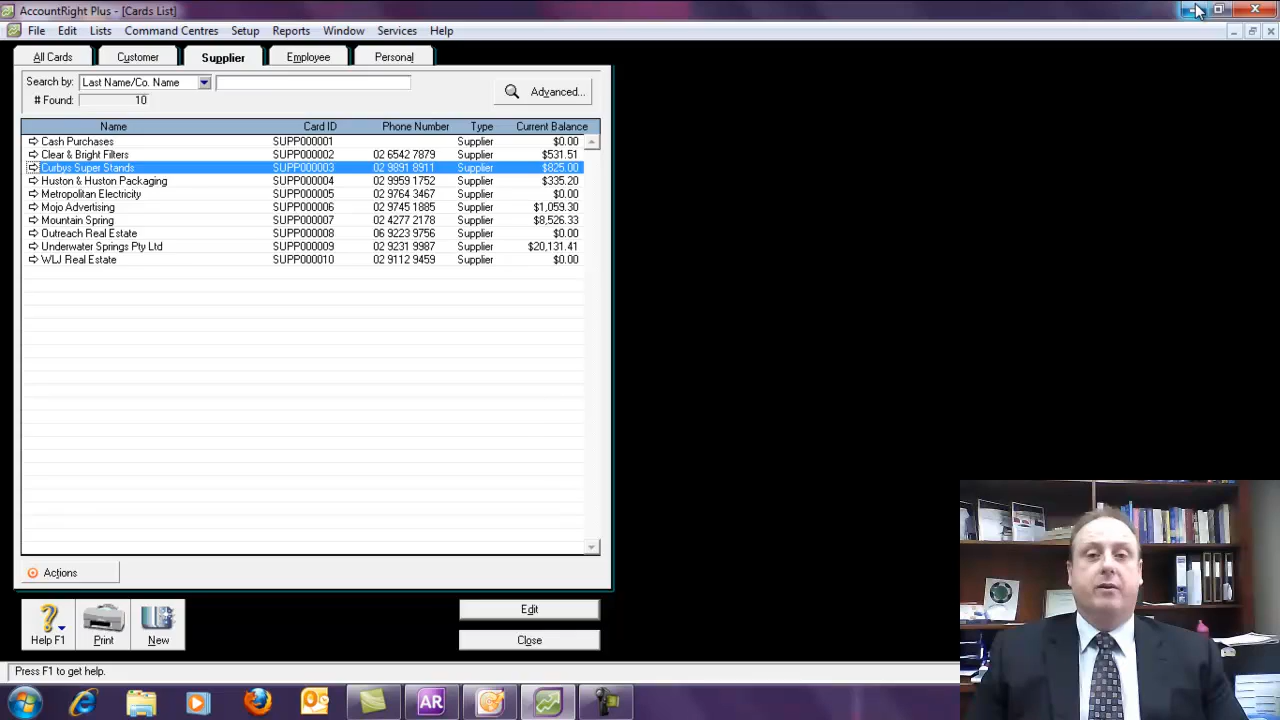 AccountRight Plus - [Cards List]
File Edit Lists Command Centres Setup Reports Window Services Help
All Cards Customer Supplier Employee Personal
Search by: Last Name/Co. Name Advanced...
# Found: 10
Name Card ID Phone Number Type Current Balance
Cash Purchases SUPP000001 Supplier $0.00
Clear & Bright Filters SUPP000002 02 6542 7879 Supplier $531.51
Curbys Super Stands SUPP000003 02 9891 8911 Supplier $825.00
Huston & Huston Packaging SUPP000004 02 9959 1752 Supplier $335.20
Metropolitan Electricity SUPP000005 02 9764 3467 Supplier $0.00
Mojo Advertising SUPP000006 02 9745 1885 Supplier $1,059.30
Mountain Spring SUPP000007 02 4277 2178 Supplier $8,526.33
Outreach Real Estate SUPP000008 06 9223 9756 Supplier $0.00
Underwater Springs Pty Ltd SUPP000009 02 9231 9987 Supplier $20,131.41
WLJ Real Estate SUPP000010 02 9112 9459 Supplier $0.00
Actions
Help F1 Print New Edit
Close
Press F1 to get help.
AR